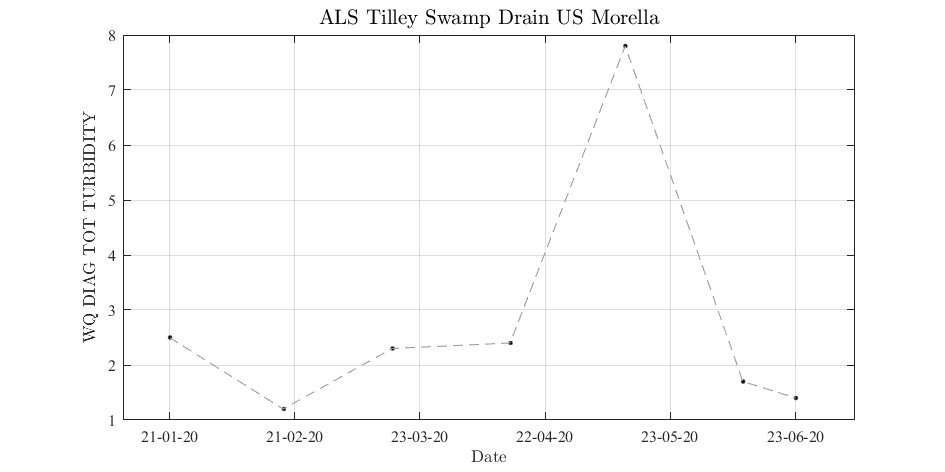 ALS Tilley Swamp Drain US Morella
WQ DIAG TOT TURBIDITY
8
7
6
5
4
3
2
1
21-01-20 21-02-20 23-03-20 22-04-20 23-05-20 23-06-20
Date